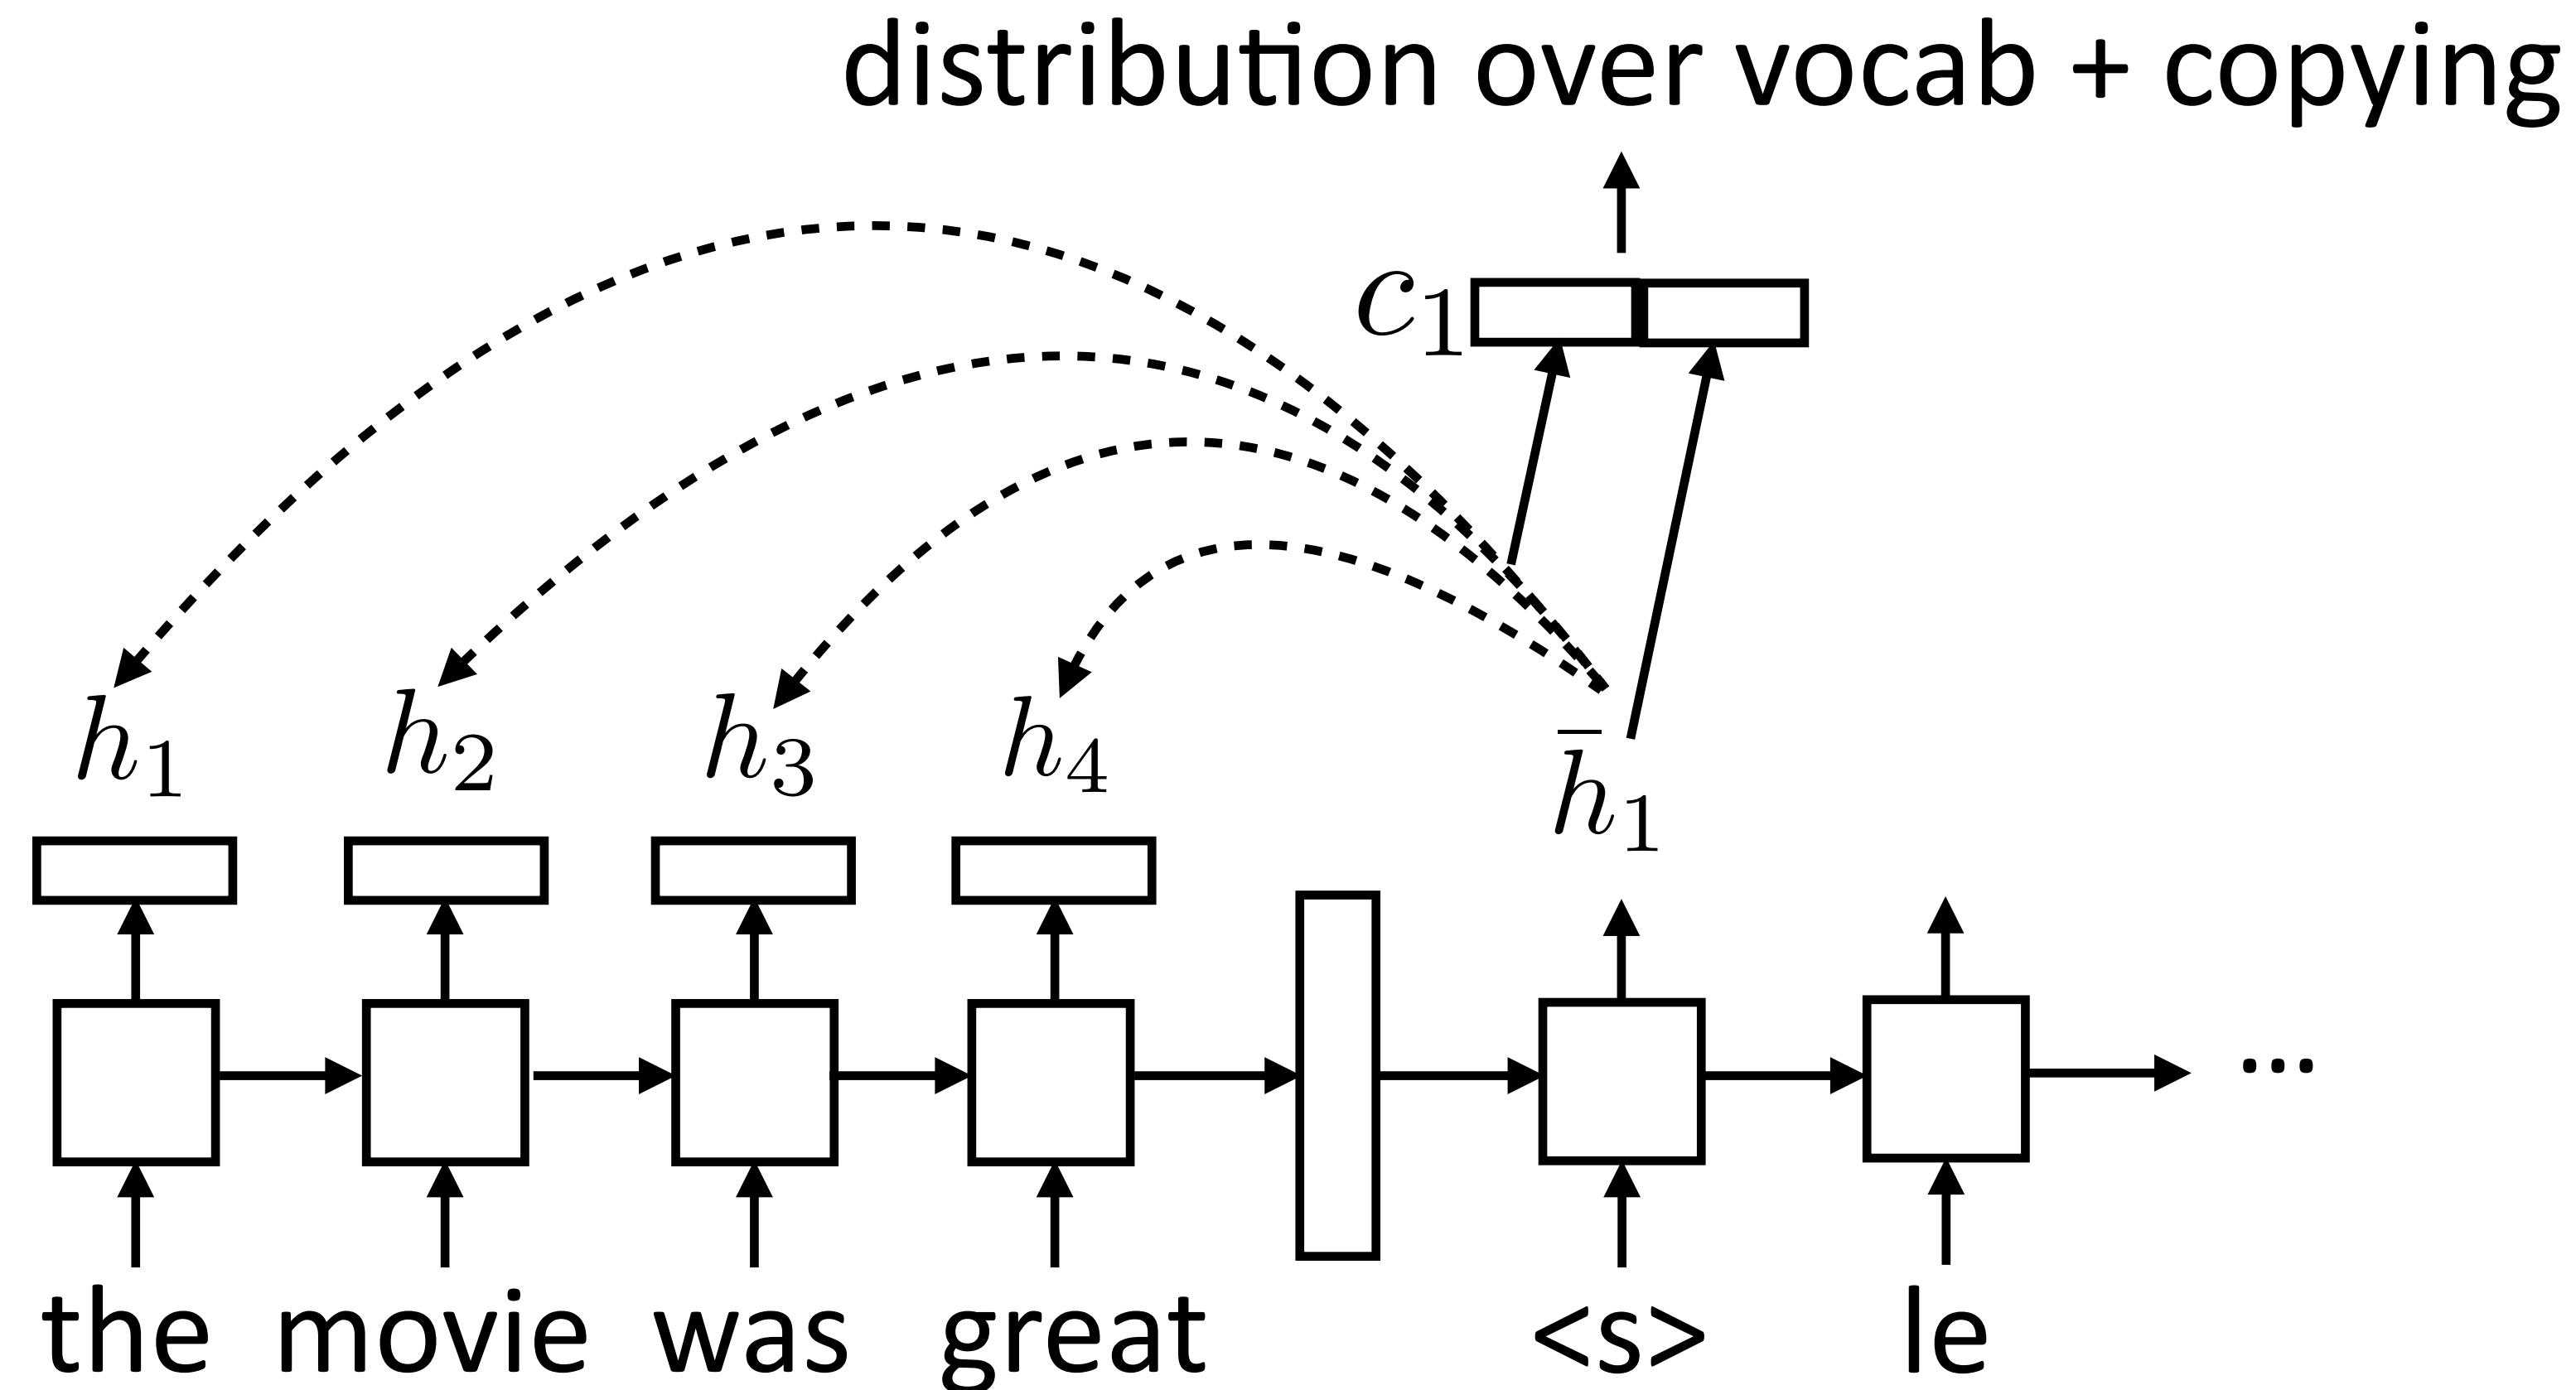 distribution over vocab + copying
c₁
h₁ h₂ h₃ h₄
h̄₁
...
the movie was great <s> le